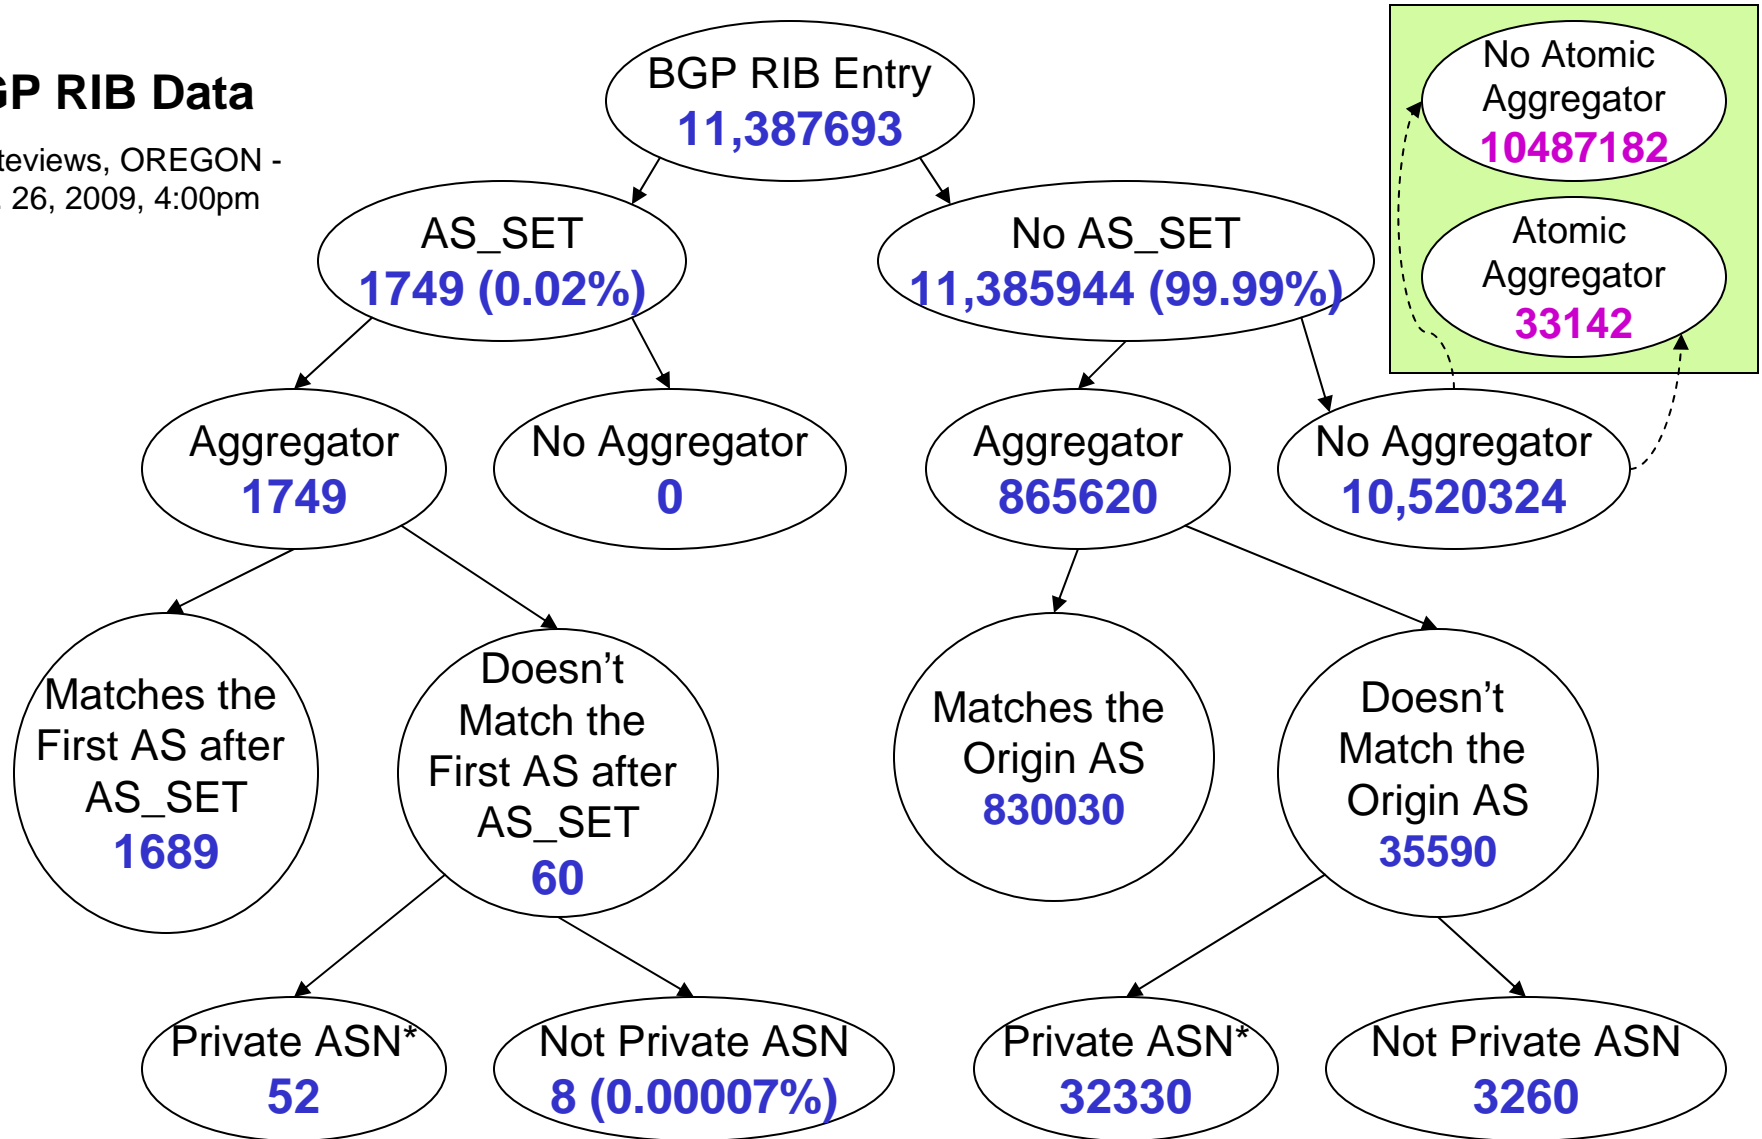 GP RIB Data
teviews, OREGON -
. 26, 2009, 4:00pm
BGP RIB Entry
11,387693
No Atomic
Aggregator
10487182
Atomic
Aggregator
33142
AS_SET
1749 (0.02%)
No AS_SET
11,385944 (99.99%)
Aggregator
1749
No Aggregator
0
Aggregator
865620
No Aggregator
10,520324
Matches the
First AS after
AS_SET
1689
Doesn’t
Match the
First AS after
AS_SET
60
Matches the
Origin AS
830030
Doesn’t
Match the
Origin AS
35590
Private ASN*
52
Not Private ASN
8 (0.00007%)
Private ASN*
32330
Not Private ASN
3260